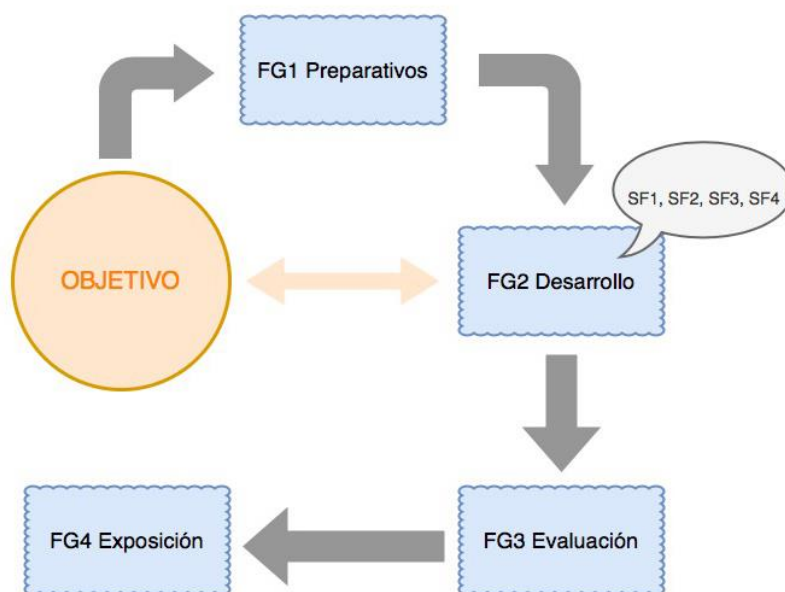 FG1 Preparativos
SF1, SF2, SF3, SF4
OBJETIVO
FG2 Desarrollo
FG4 Exposición
FG3 Evaluación